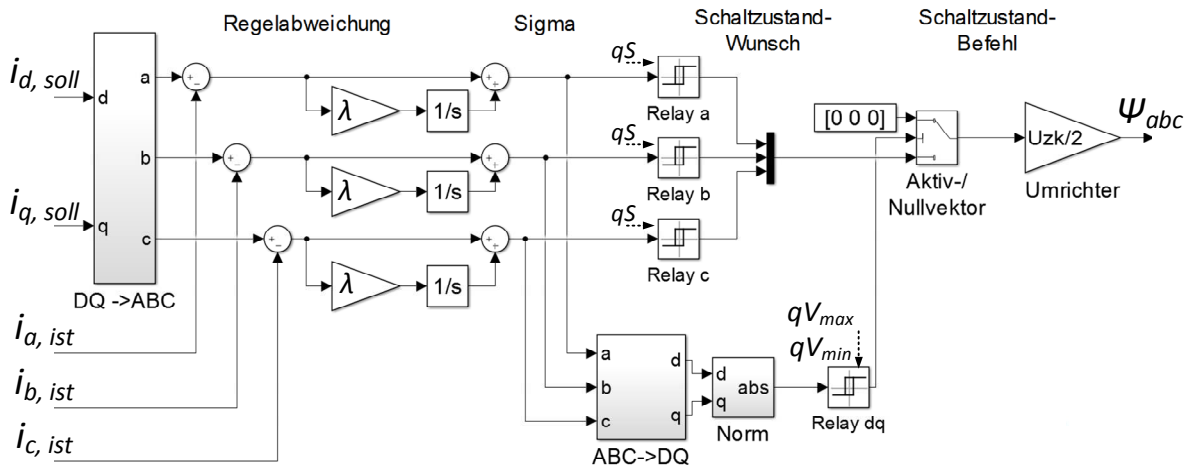 Regelabweichung
Sigma
Schaltzustand-
Wunsch
Schaltzustand-
Befehl
i_d, soll
d
i_q, soll
q
a
b
c
DQ ->ABC
i_a, ist
i_b, ist
i_c, ist
+
−
+
−
+
−
λ
1/s
λ
1/s
λ
1/s
+
+
+
+
+
+
qS
Relay a
qS
Relay b
qS
Relay c
[0 0 0]
Aktiv-/
Nullvektor
Uzk/2
Umrichter
Ψ_abc
a
b
c
d
q
ABC->DQ
d
q
abs
Norm
qV_max
qV_min
Relay dq